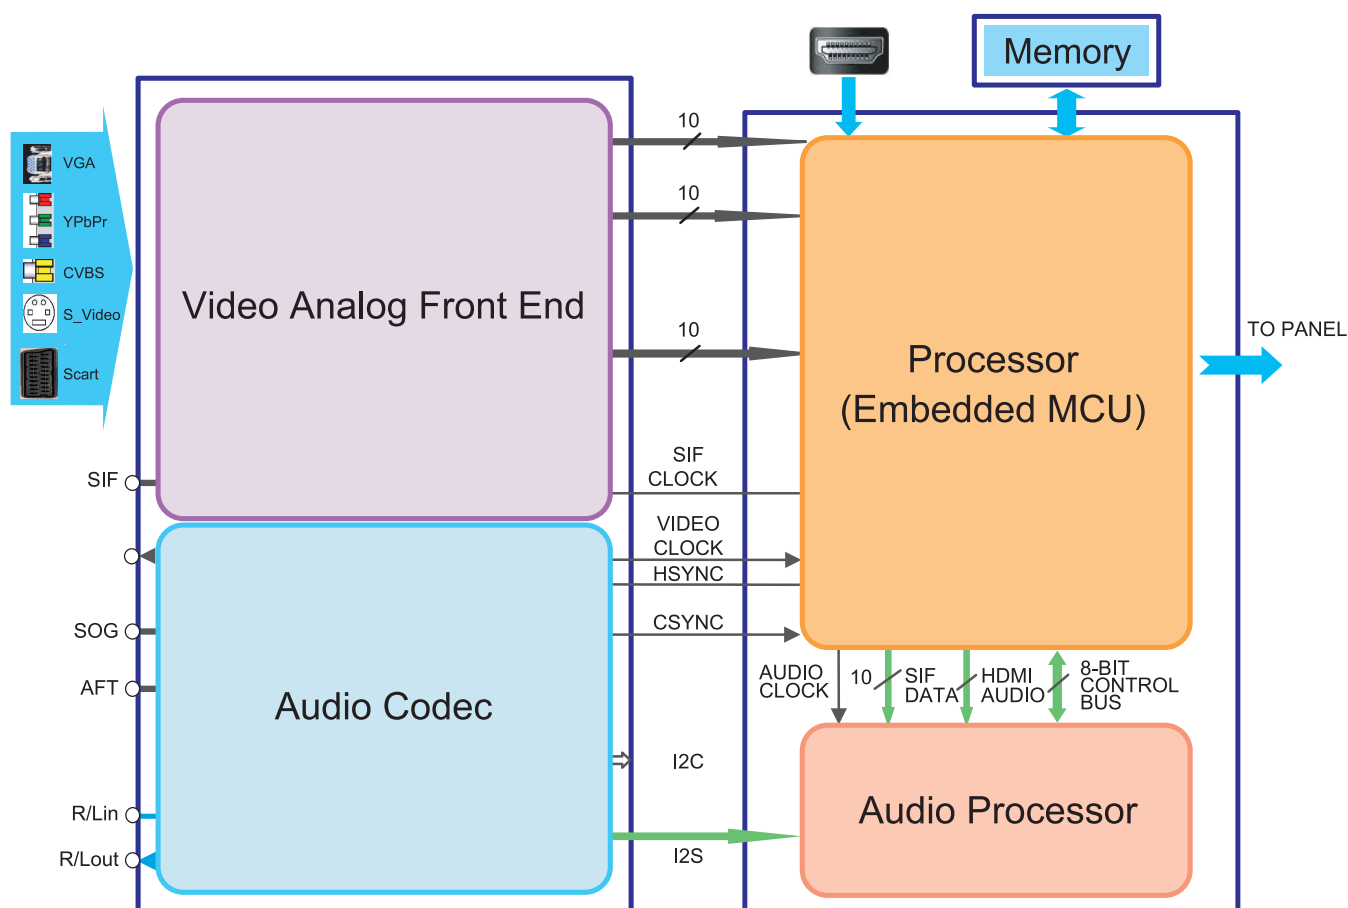 Memory
VGA
YPbPr
CVBS
S_Video
Scart
10
10
10
Video Analog Front End
Processor
(Embedded MCU)
TO PANEL
SIF
SIF
CLOCK
VIDEO
CLOCK
HSYNC
SOG
CSYNC
AFT
AUDIO
CLOCK
10
SIF
DATA
HDMI
AUDIO
8-BIT
CONTROL
BUS
Audio Codec
I2C
R/Lin
Audio Processor
R/Lout
I2S